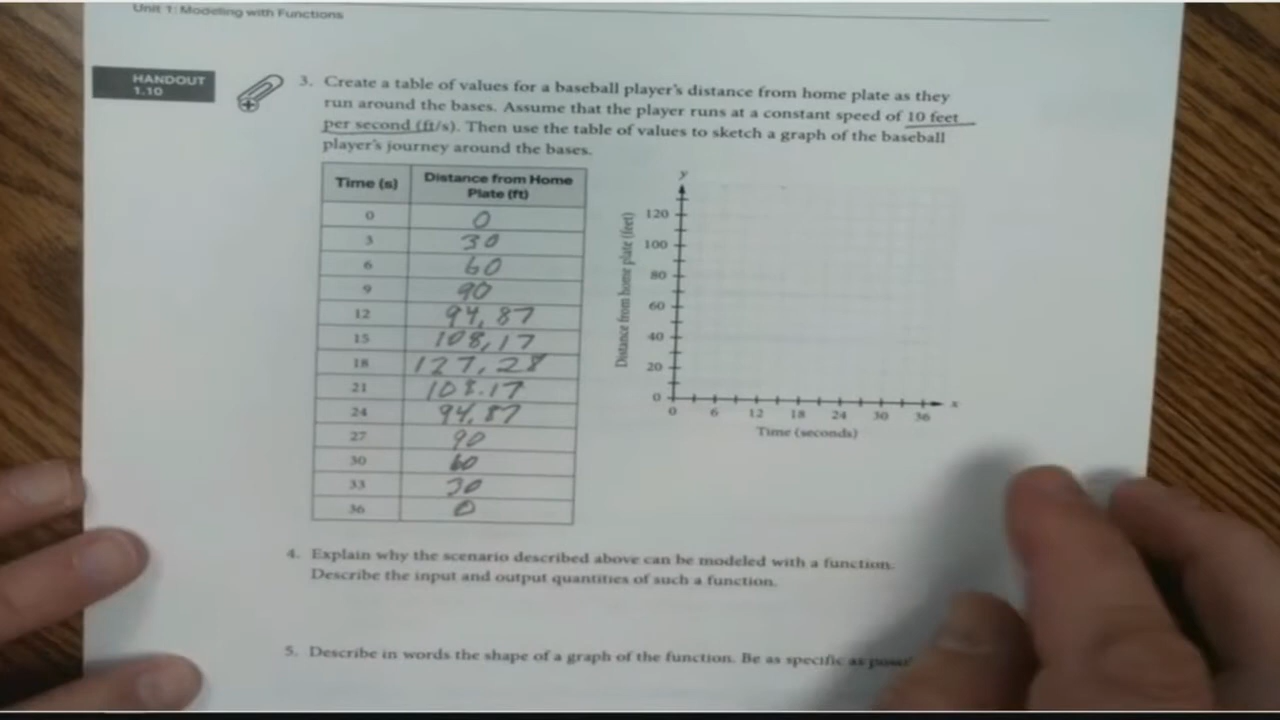 Unit 1: Modeling with Functions
HANDOUT
1.10
3. Create a table of values for a baseball player's distance from home plate as they
run around the bases. Assume that the player runs at a constant speed of 10 feet
per second (ft/s). Then use the table of values to sketch a graph of the baseball
player's journey around the bases.
Time (s) Distance from Home Plate (ft)
0 0
3 30
6 60
9 90
12 94,87
15 108,17
18 127,28
21 108.17
24 94,87
27 90
30 60
33 30
36 0
y
Distance from home plate (feet)
120
100
80
60
40
20
0
0 6 12 18 24 30 36 x
Time (seconds)
4. Explain why the scenario described above can be modeled with a function.
Describe the input and output quantities of such a function.
5. Describe in words the shape of a graph of the function. Be as specific as